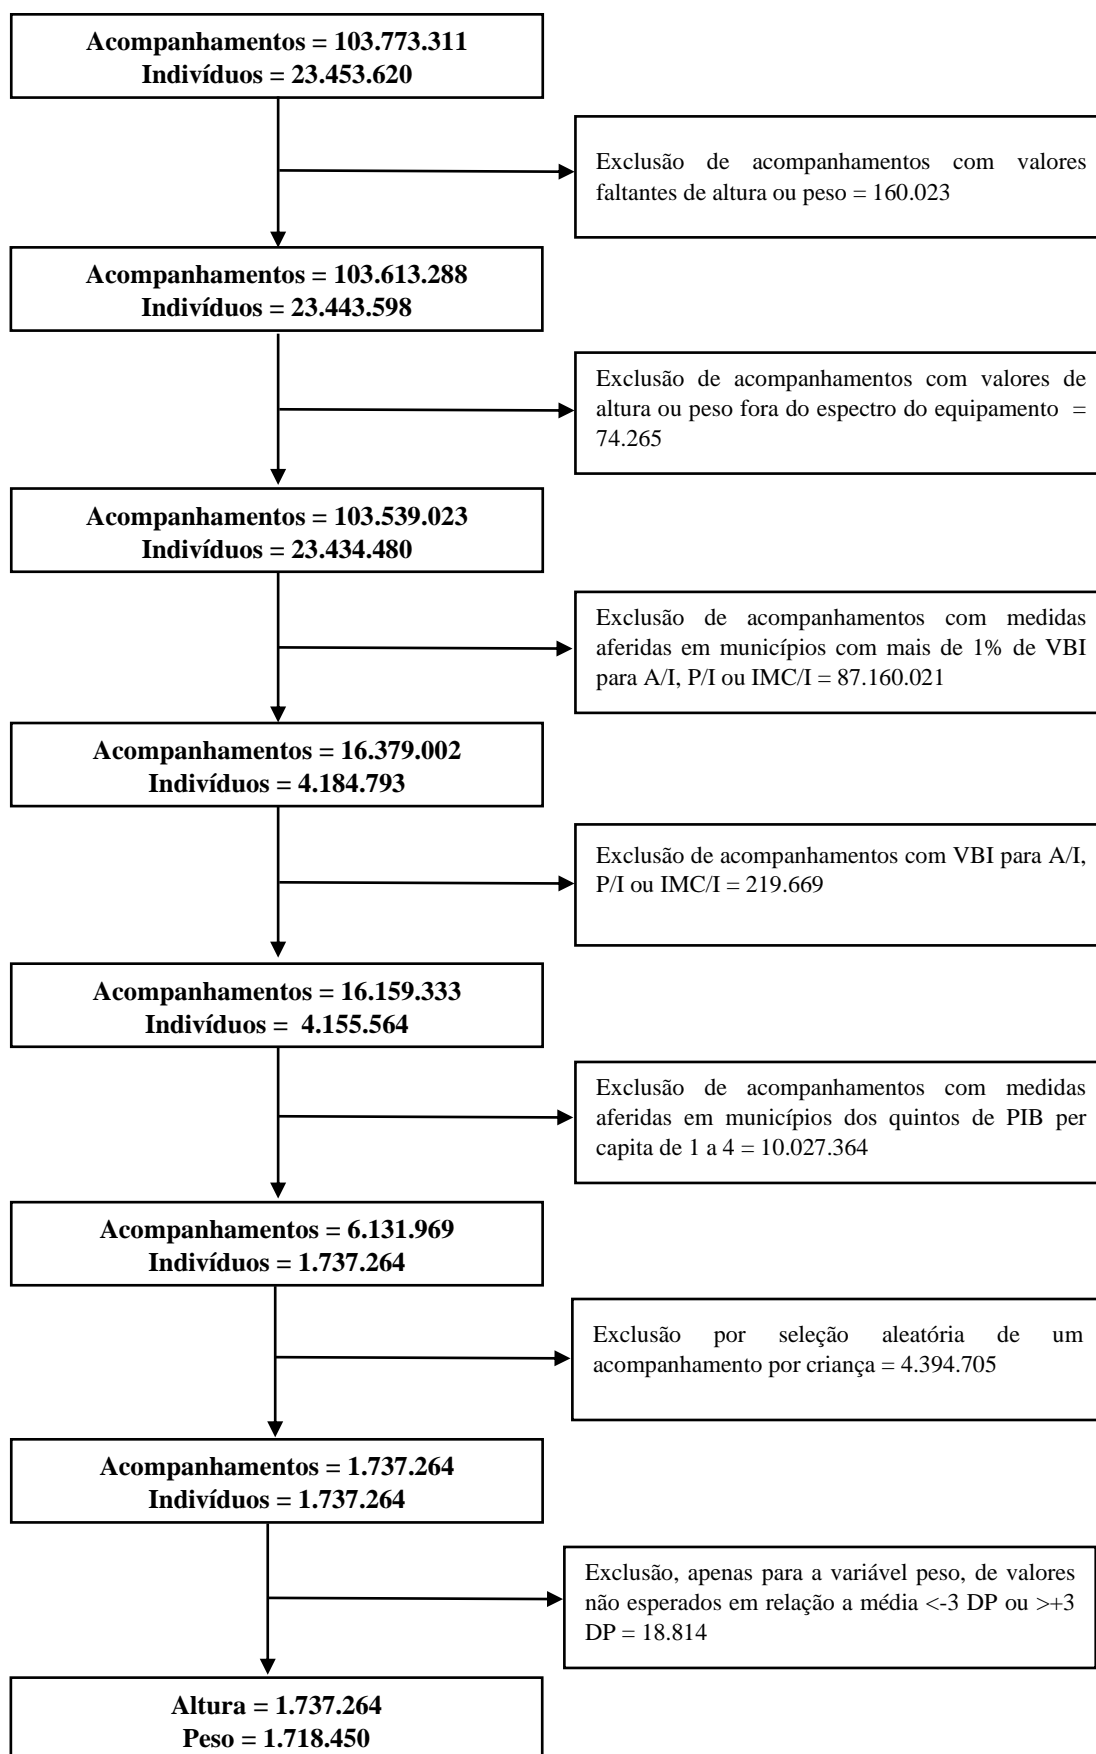 Acompanhamentos = 103.773.311
Indivíduos = 23.453.620
Exclusão de acompanhamentos com valores
faltantes de altura ou peso = 160.023
Acompanhamentos = 103.613.288
Indivíduos = 23.443.598
Exclusão de acompanhamentos com valores de
altura ou peso fora do espectro do equipamento =
74.265
Acompanhamentos = 103.539.023
Indivíduos = 23.434.480
Exclusão de acompanhamentos com medidas
aferidas em municípios com mais de 1% de VBI
para A/I, P/I ou IMC/I = 87.160.021
Acompanhamentos = 16.379.002
Indivíduos = 4.184.793
Exclusão de acompanhamentos com VBI para A/I,
P/I ou IMC/I = 219.669
Acompanhamentos = 16.159.333
Indivíduos = 4.155.564
Exclusão de acompanhamentos com medidas
aferidas em municípios dos quintos de PIB per
capita de 1 a 4 = 10.027.364
Acompanhamentos = 6.131.969
Indivíduos = 1.737.264
Exclusão por seleção aleatória de um
acompanhamento por criança = 4.394.705
Acompanhamentos = 1.737.264
Indivíduos = 1.737.264
Exclusão, apenas para a variável peso, de valores
não esperados em relação a média <-3 DP ou >+3
DP = 18.814
Altura = 1.737.264
Peso = 1.718.450